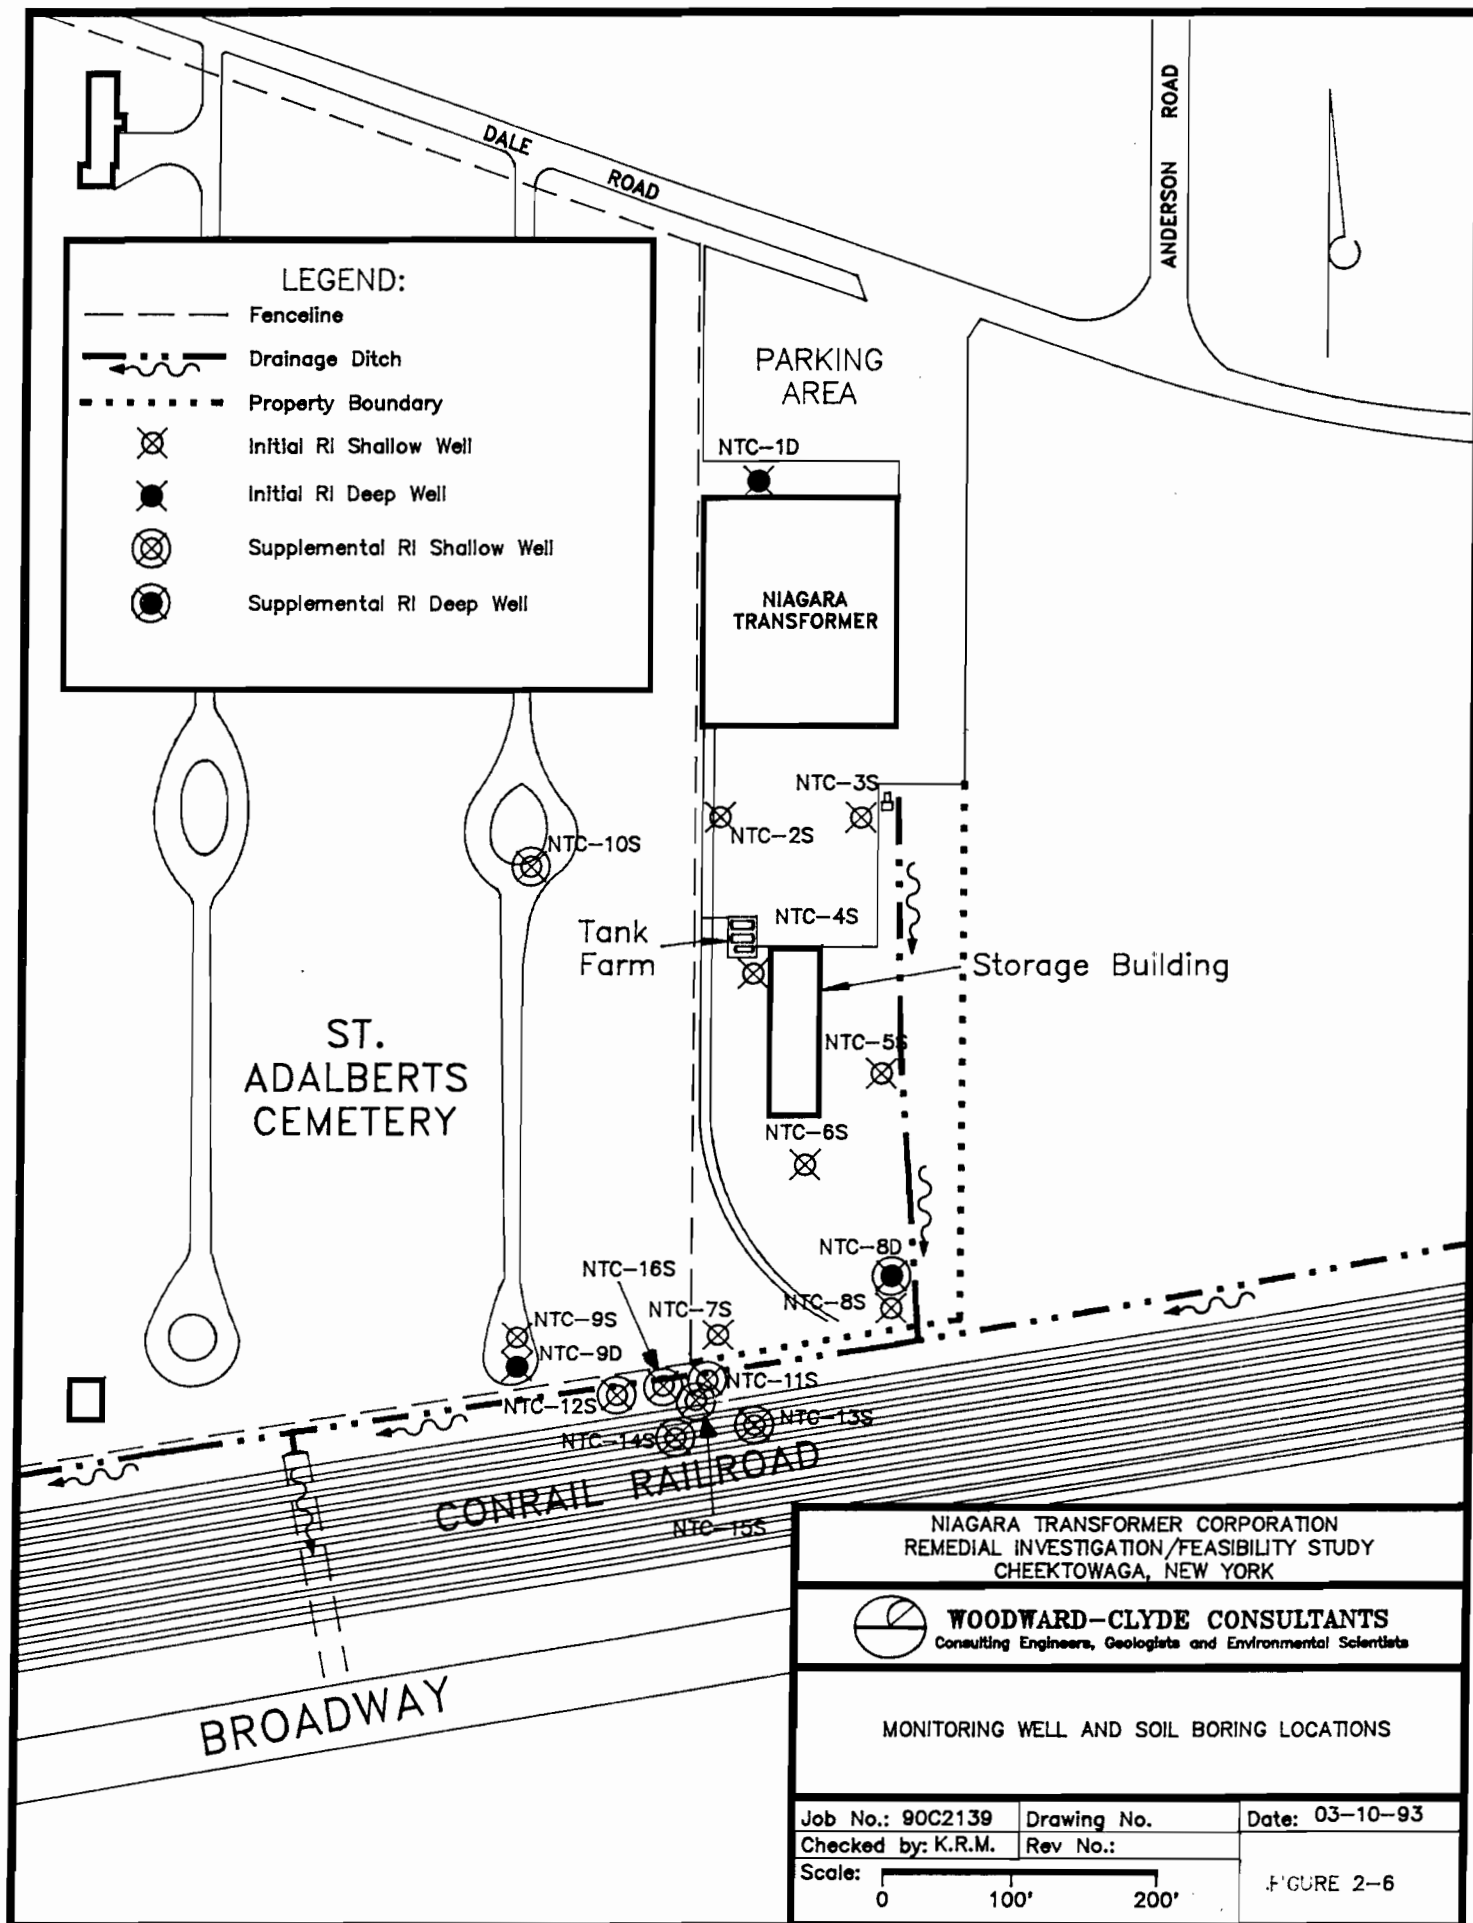 DALE ROAD
ANDERSON ROAD
LEGEND:
Fenceline
Drainage Ditch
Property Boundary
Initial RI Shallow Well
Initial RI Deep Well
Supplemental RI Shallow Well
Supplemental RI Deep Well
PARKING
AREA
NTC-1D
NIAGARA
TRANSFORMER
NTC-3S
NTC-2S
NTC-10S
NTC-4S
Tank
Farm
Storage Building
ST.
ADALBERTS
CEMETERY
NTC-5S
NTC-6S
NTC-8D
NTC-16S
NTC-7S
NTC-8S
NTC-9S
NTC-9D
NTC-11S
NTC-12S
NTC-13S
NTC-14S
CONRAIL RAILROAD
NTC-15S
BROADWAY
NIAGARA TRANSFORMER CORPORATION
REMEDIAL INVESTIGATION/FEASIBILITY STUDY
CHEEKTOWAGA, NEW YORK
WOODWARD-CLYDE CONSULTANTS
Consulting Engineers, Geologists and Environmental Scientists
MONITORING WELL AND SOIL BORING LOCATIONS
Job No.: 90C2139
Drawing No.
Date: 03-10-93
Checked by: K.R.M.
Rev No.:
Scale:
0 100' 200'
FIGURE 2-6